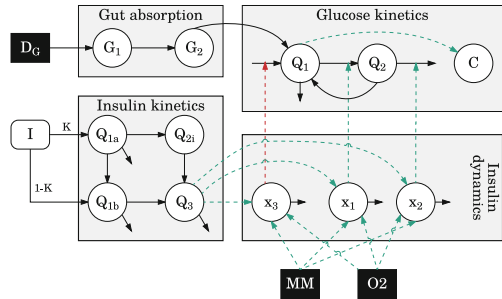 Gut absorption
Glucose kinetics
D_G
G_1
G_2
Q_1
Q_2
C
Insulin kinetics
I
K
1-K
Q_1a
Q_2i
Q_1b
Q_3
x_3
x_1
x_2
Insulin
dynamics
MM
O2